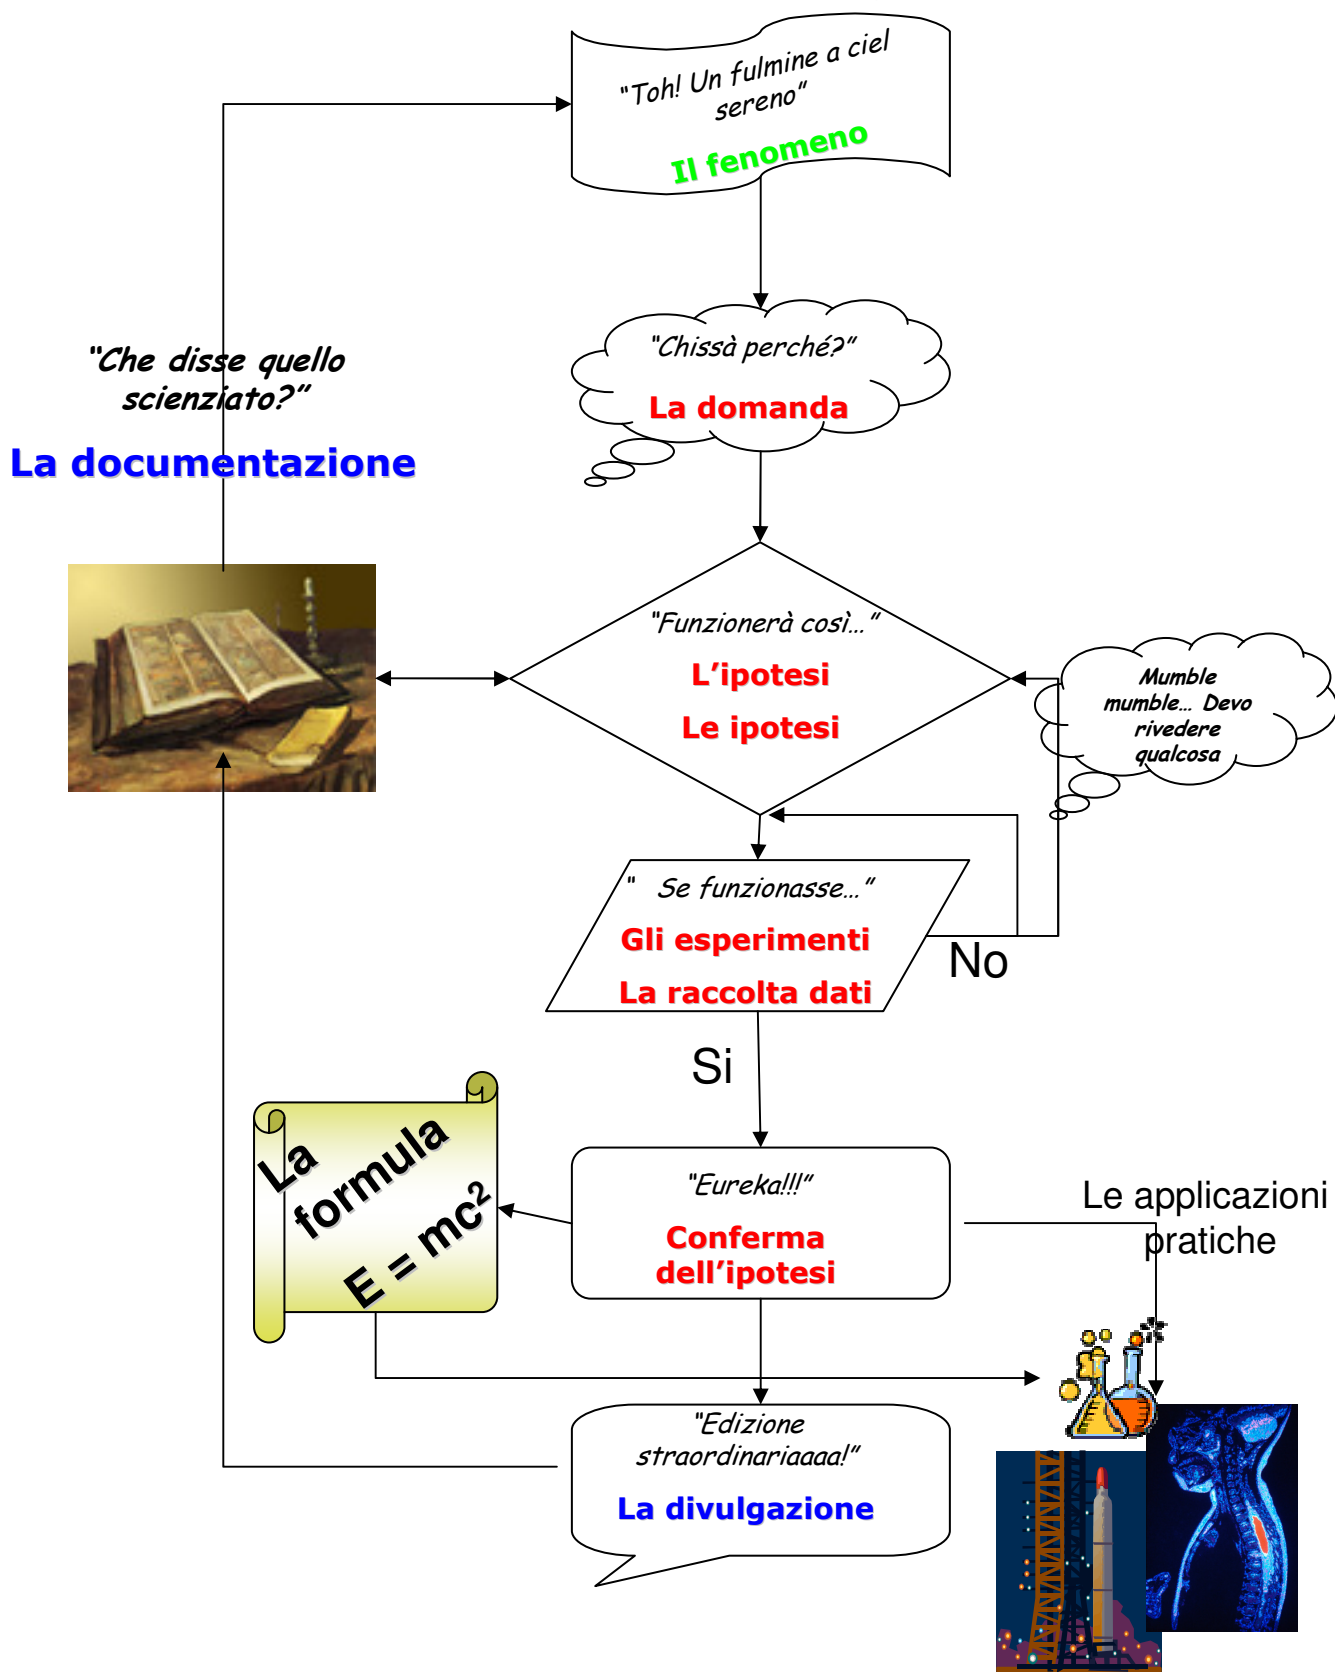 "Toh! Un fulmine a ciel
sereno"
Il fenomeno
"Chissà perché?"
La domanda
"Che disse quello
scienziato?"
La documentazione
"Funzionerà così…"
L'ipotesi
Le ipotesi
Mumble
mumble… Devo
rivedere
qualcosa
" Se funzionasse…"
Gli esperimenti
La raccolta dati
No
Si
La
formula
E = mc²
"Eureka!!!"
Conferma
dell'ipotesi
Le applicazioni
pratiche
"Edizione
straordinariaaaa!"
La divulgazione